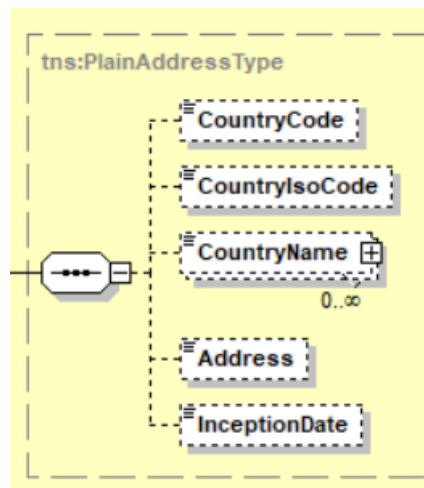 tns:PlainAddressType
CountryCode
CountryIsoCode
CountryName
0..∞
Address
InceptionDate